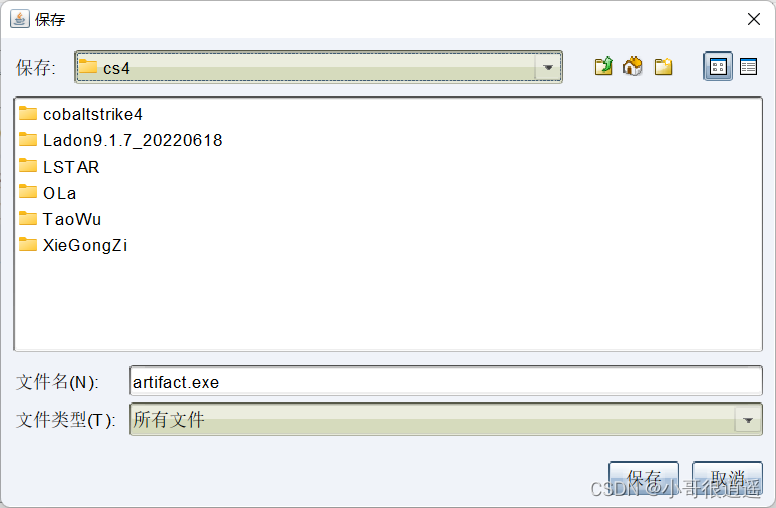 保存
保存: cs4
cobaltstrike4
Ladon9.1.7_20220618
LSTAR
OLa
TaoWu
XieGongZi
文件名(N): artifact.exe
文件类型(T): 所有文件
保存 取消
CSDN @小哥很逍遥